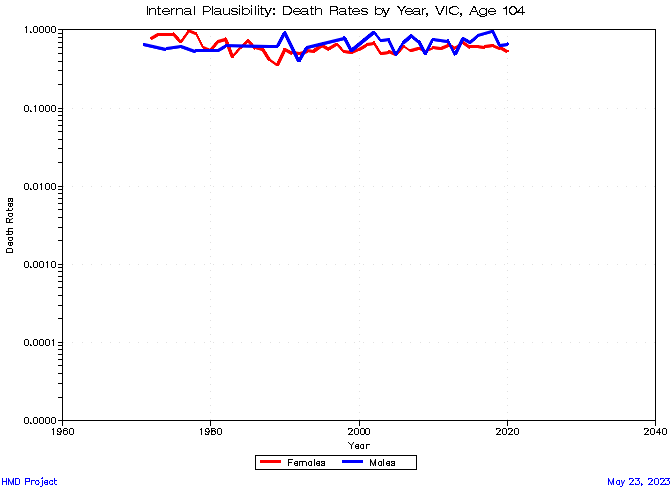 Internal Plausibility: Death Rates by Year, VIC, Age 104
1.0000
0.1000
0.0100
0.0010
0.0001
0.0000
Death Rates
1960
1980
2000
2020
2040
Year
Females
Males
HMD Project
May 23, 2023